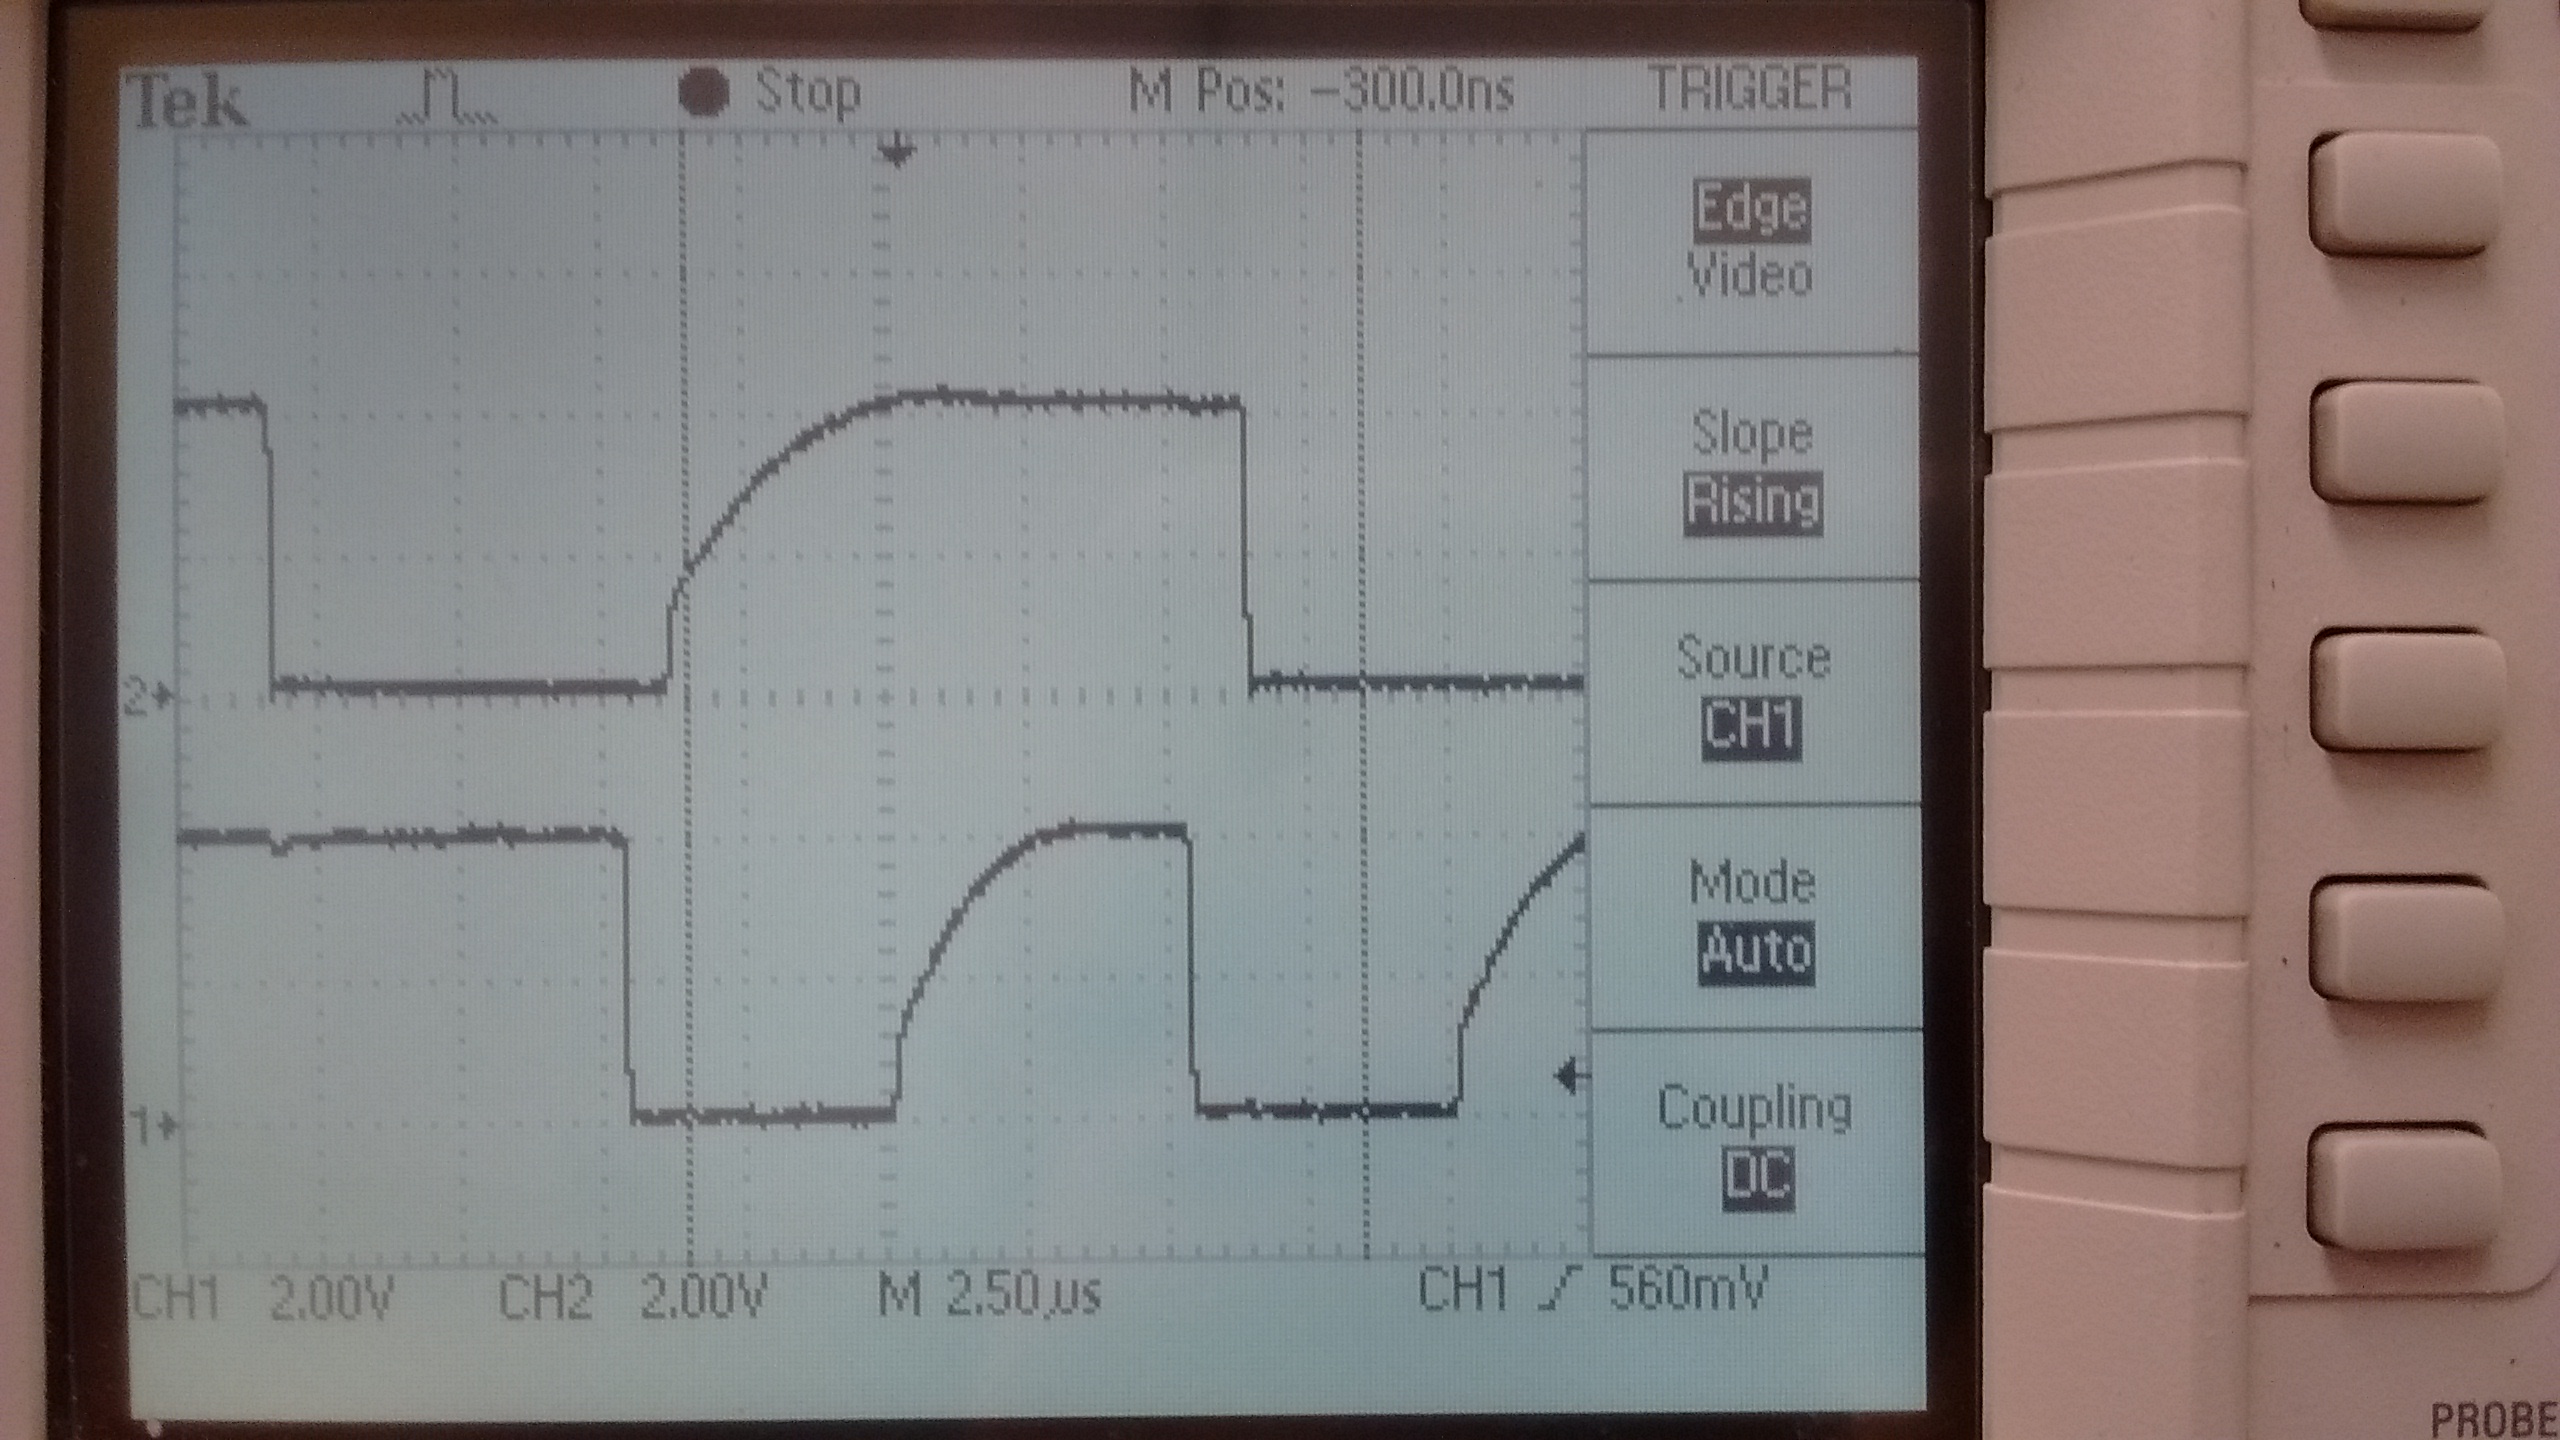 Tek Stop M Pos: -300.0ns TRIGGER
Edge
Video
Slope
Rising
Source
CH1
Mode
Auto
Coupling
DC
2
1
CH1 2.00V CH2 2.00V M 2.50µs CH1 560mV
PROBE